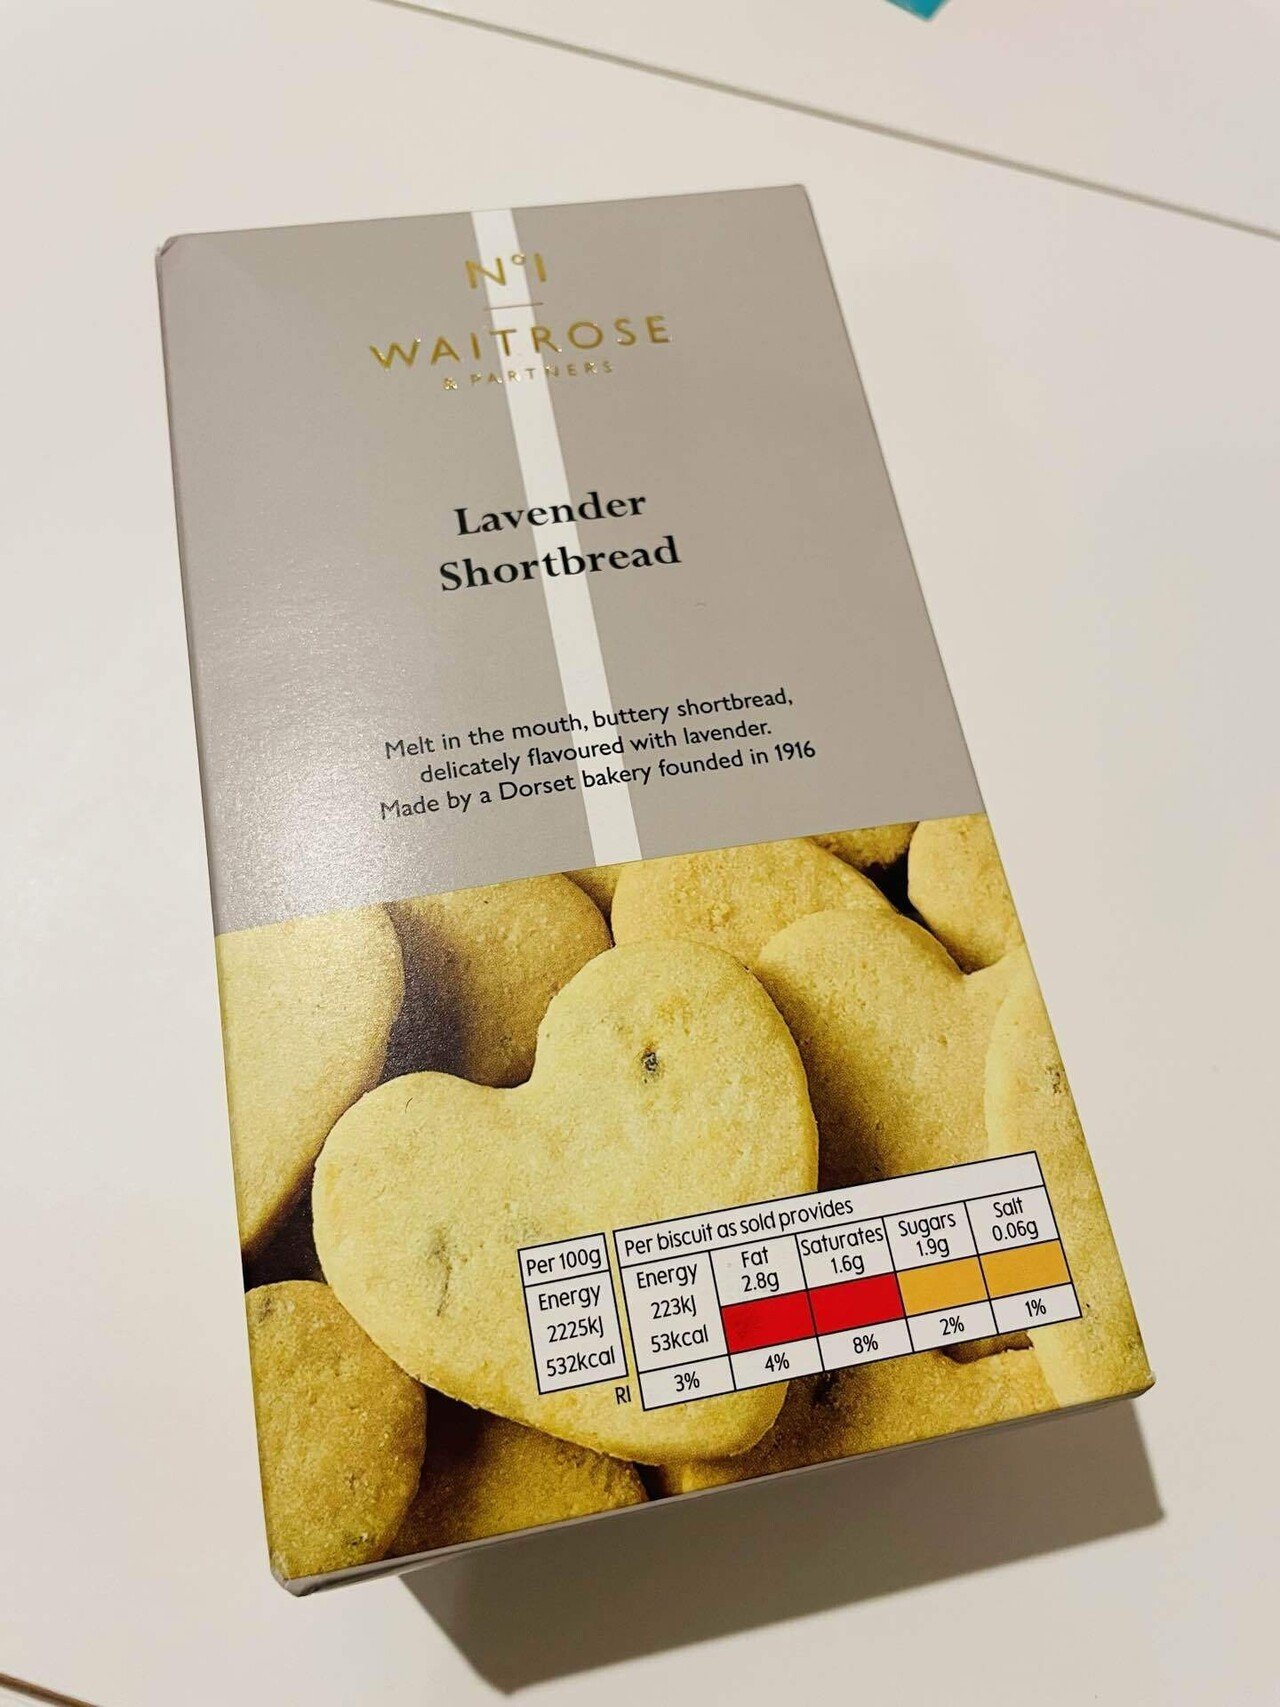 N°1
WAITROSE
& PARTNERS
Lavender
Shortbread
Melt in the mouth, buttery shortbread,
delicately flavoured with lavender.
Made by a Dorset bakery founded in 1916
Per 100g
Energy
2225kJ
532kcal
Per biscuit as sold provides
Energy
223kJ
53kcal
3%
Fat
2.8g
4%
Saturates
1.6g
8%
Sugars
1.9g
2%
Salt
0.06g
1%
RI